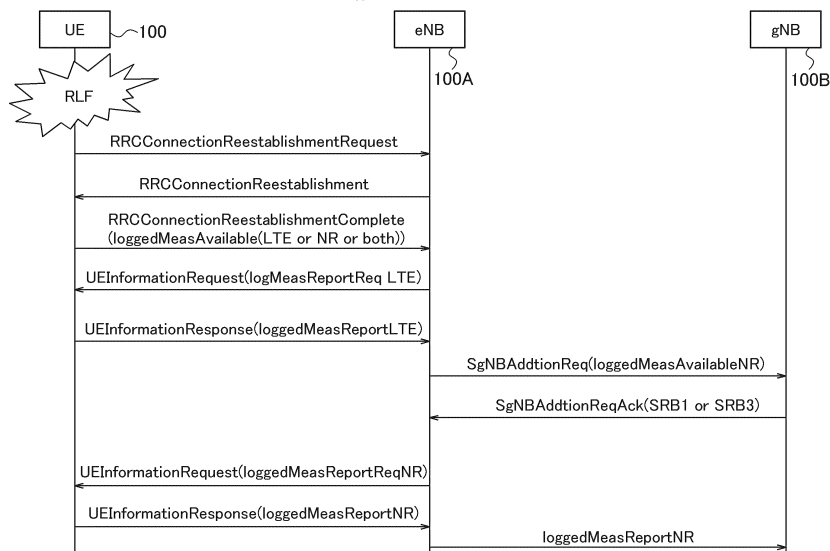 UE
100
eNB
100A
gNB
100B
RLF
RRCConnectionReestablishmentRequest
RRCConnectionReestablishment
RRCConnectionReestablishmentComplete
(loggedMeasAvailable(LTE or NR or both))
UEInformationRequest(logMeasReportReq LTE)
UEInformationResponse(loggedMeasReportLTE)
SgNBAddtionReq(loggedMeasAvailableNR)
SgNBAddtionReqAck(SRB1 or SRB3)
UEInformationRequest(loggedMeasReportReqNR)
UEInformationResponse(loggedMeasReportNR)
loggedMeasReportNR